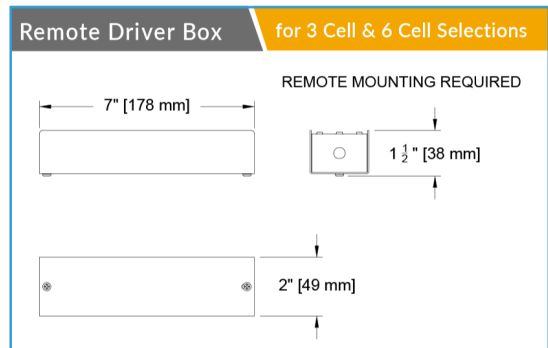 Remote Driver Box
for 3 Cell & 6 Cell Selections
REMOTE MOUNTING REQUIRED
7" [178 mm]
1 1/2 " [38 mm]
2" [49 mm]